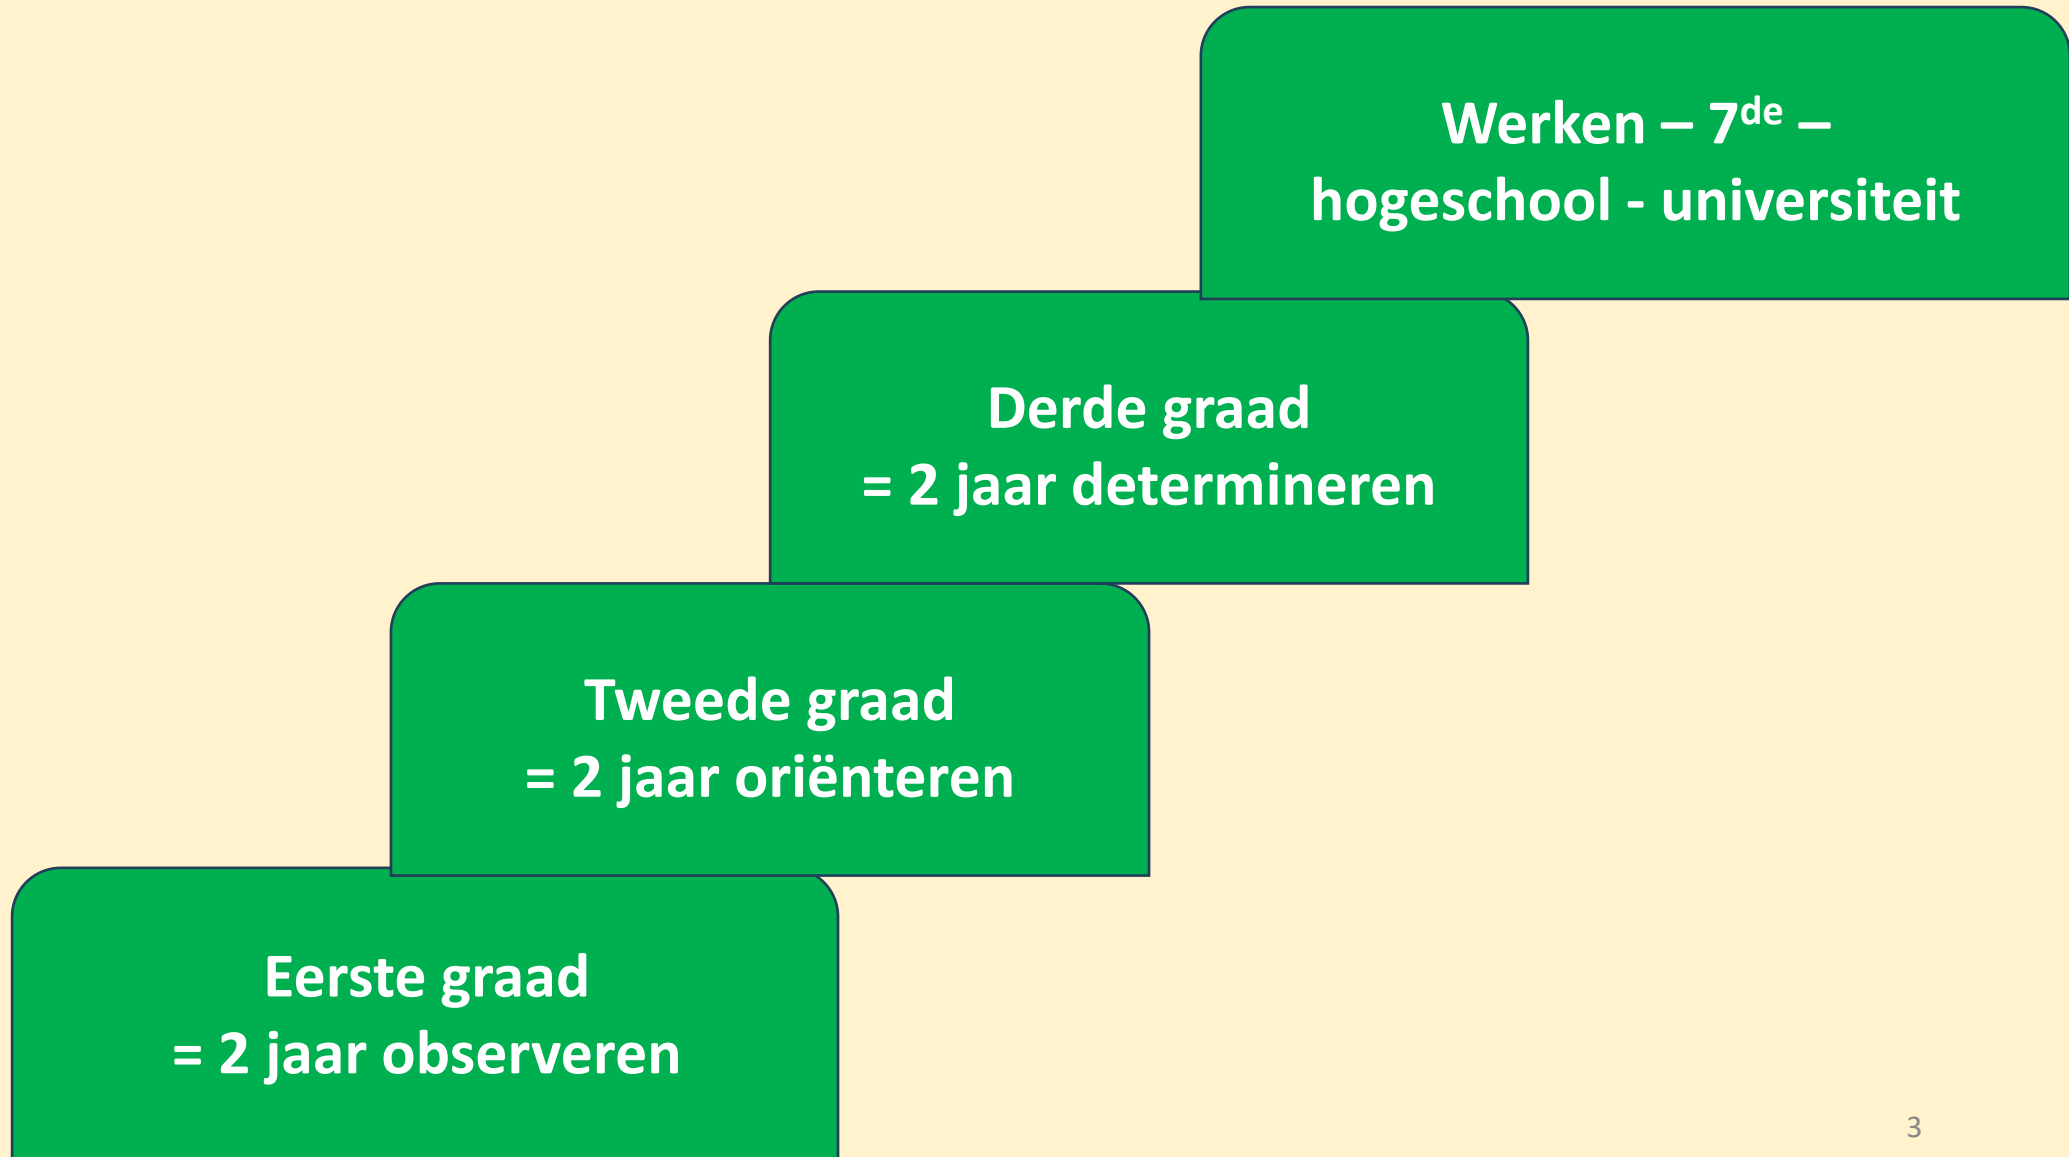 Werken – 7de –
hogeschool - universiteit
Derde graad
= 2 jaar determineren
Tweede graad
= 2 jaar oriënteren
Eerste graad
= 2 jaar observeren
3